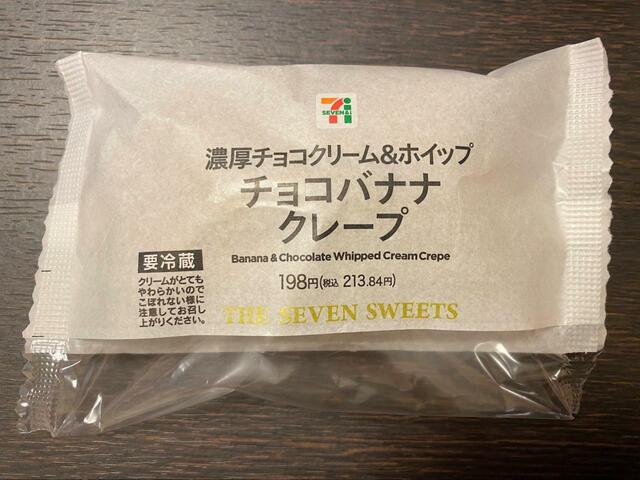 SEVEN&i
濃厚チョコクリーム&ホイップ
チョコバナナ
クレープ
Banana & Chocolate Whipped Cream Crepe
198円(税込 213.84円)
THE SEVEN SWEETS
要冷蔵
クリームがとても
やわらかいので
こぼれない様に
注意してお召し
上がりください。